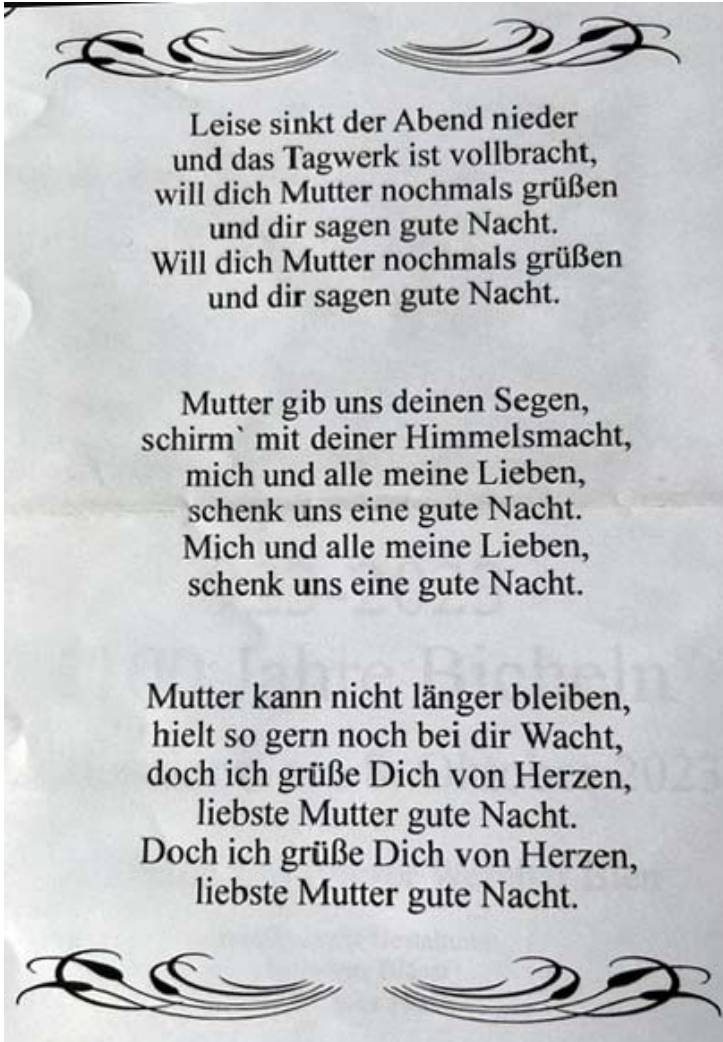 Leise sinkt der Abend nieder
und das Tagwerk ist vollbracht,
will dich Mutter nochmals grüßen
und dir sagen gute Nacht.
Will dich Mutter nochmals grüßen
und dir sagen gute Nacht.
Mutter gib uns deinen Segen,
schirm` mit deiner Himmelsmacht,
mich und alle meine Lieben,
schenk uns eine gute Nacht.
Mich und alle meine Lieben,
schenk uns eine gute Nacht.
Mutter kann nicht länger bleiben,
hielt so gern noch bei dir Wacht,
doch ich grüße Dich von Herzen,
liebste Mutter gute Nacht.
Doch ich grüße Dich von Herzen,
liebste Mutter gute Nacht.